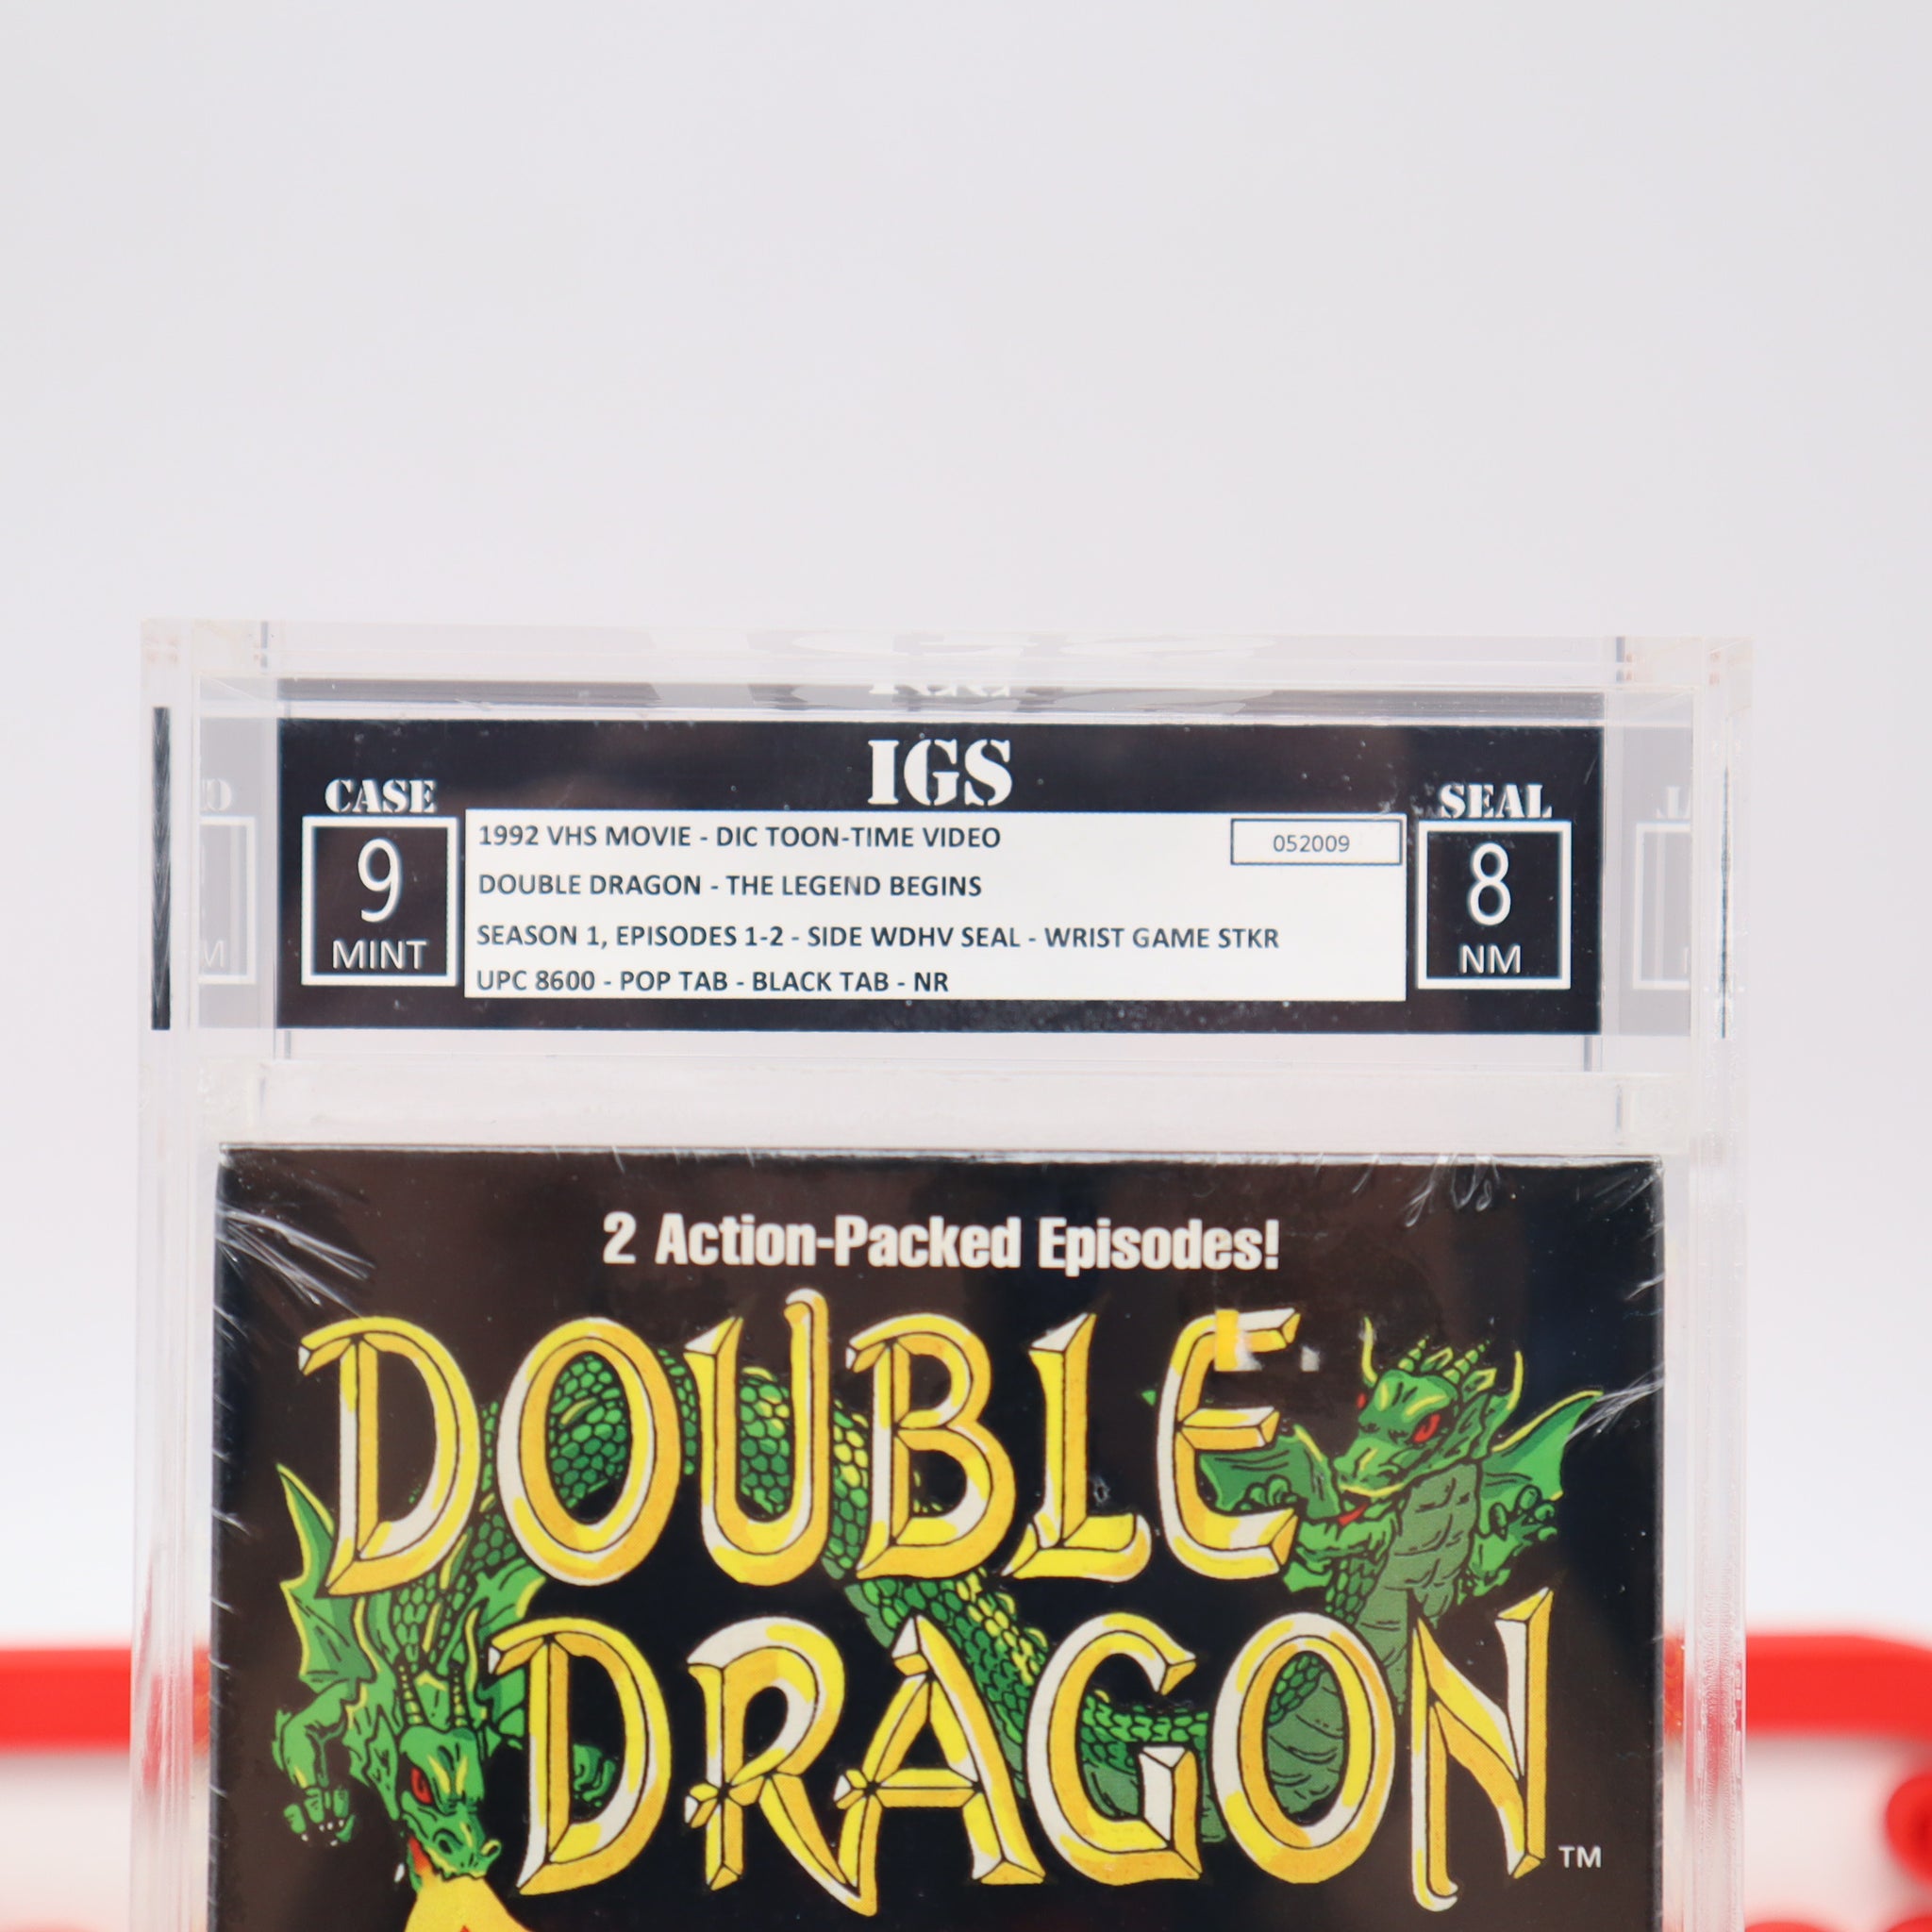 IGS
CASE
9
MINT
1992 VHS MOVIE - DIC TOON-TIME VIDEO
052009
DOUBLE DRAGON - THE LEGEND BEGINS
SEASON 1, EPISODES 1-2 - SIDE WDHV SEAL - WRIST GAME STKR
UPC 8600 - POP TAB - BLACK TAB - NR
SEAL
8
NM
2 Action-Packed Episodes!
DOUBLE
DRAGON™